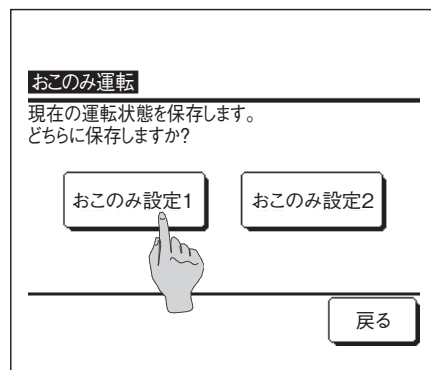 おこのみ運転
現在の運転状態を保存します。
どちらに保存しますか?
おこのみ設定1
おこのみ設定2
戻る